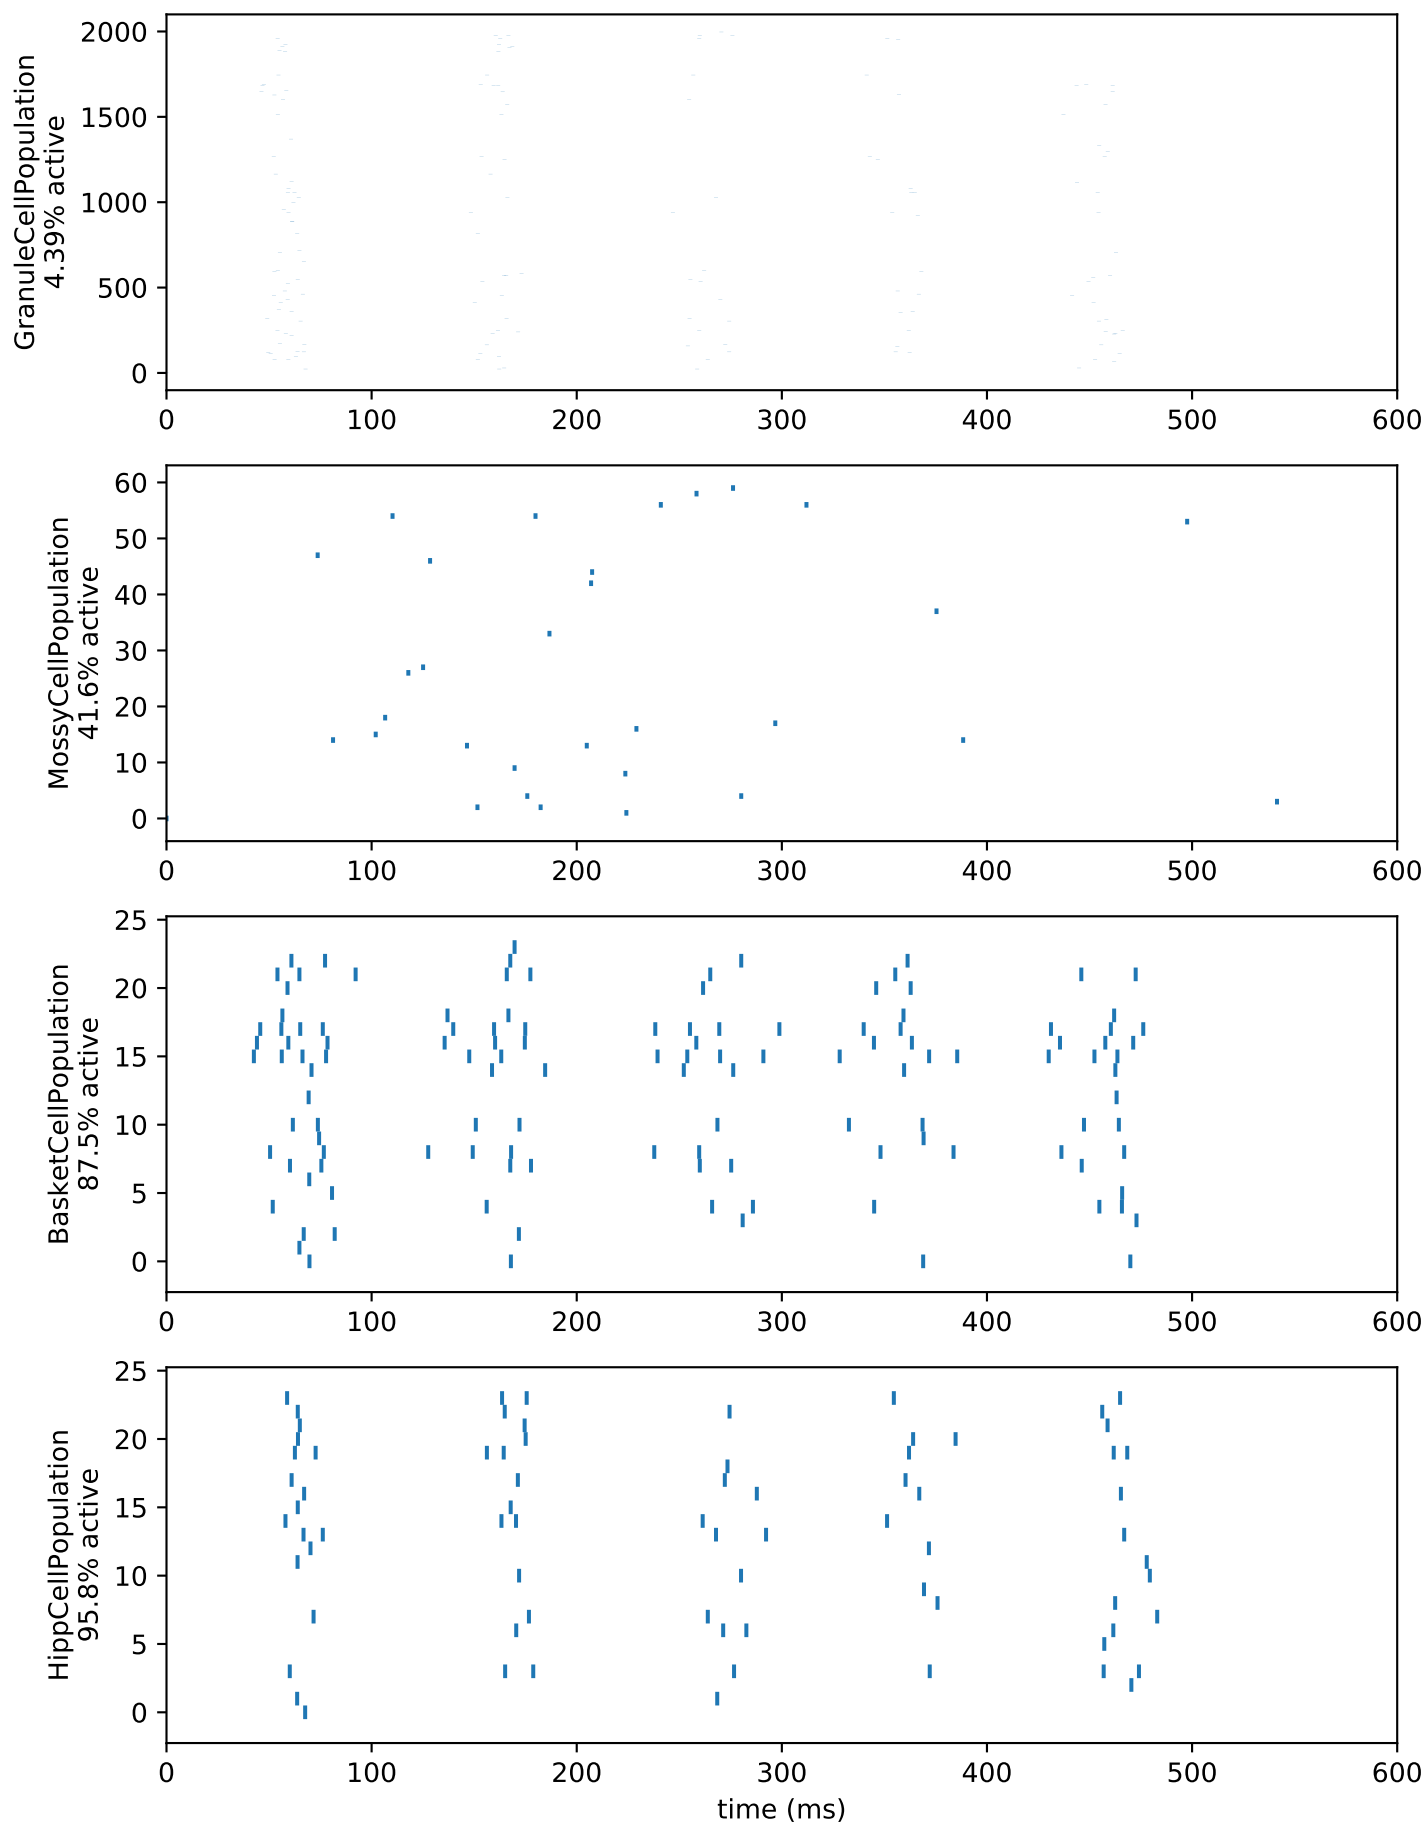 GranuleCellPopulation
4.39% active
2000
1500
1000
500
0
0 100 200 300 400 500 600
MossyCellPopulation
41.6% active
60
50
40
30
20
10
0
0 100 200 300 400 500 600
BasketCellPopulation
87.5% active
25
20
15
10
5
0
0 100 200 300 400 500 600
HippCellPopulation
95.8% active
25
20
15
10
5
0
0 100 200 300 400 500 600
time (ms)